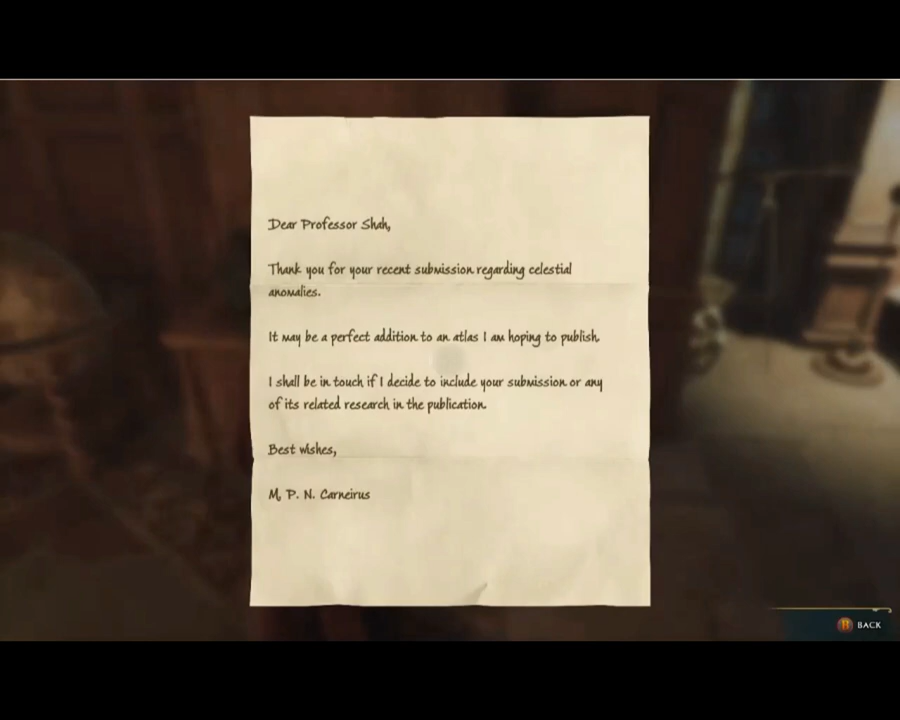 Dear Professor Shah,
Thank you for your recent submission regarding celestial
anomalies.
It may be a perfect addition to an atlas I am hoping to publish.
I shall be in touch if I decide to include your submission or any
of its related research in the publication.
Best wishes,
M. P. N. Carneirus
B BACK